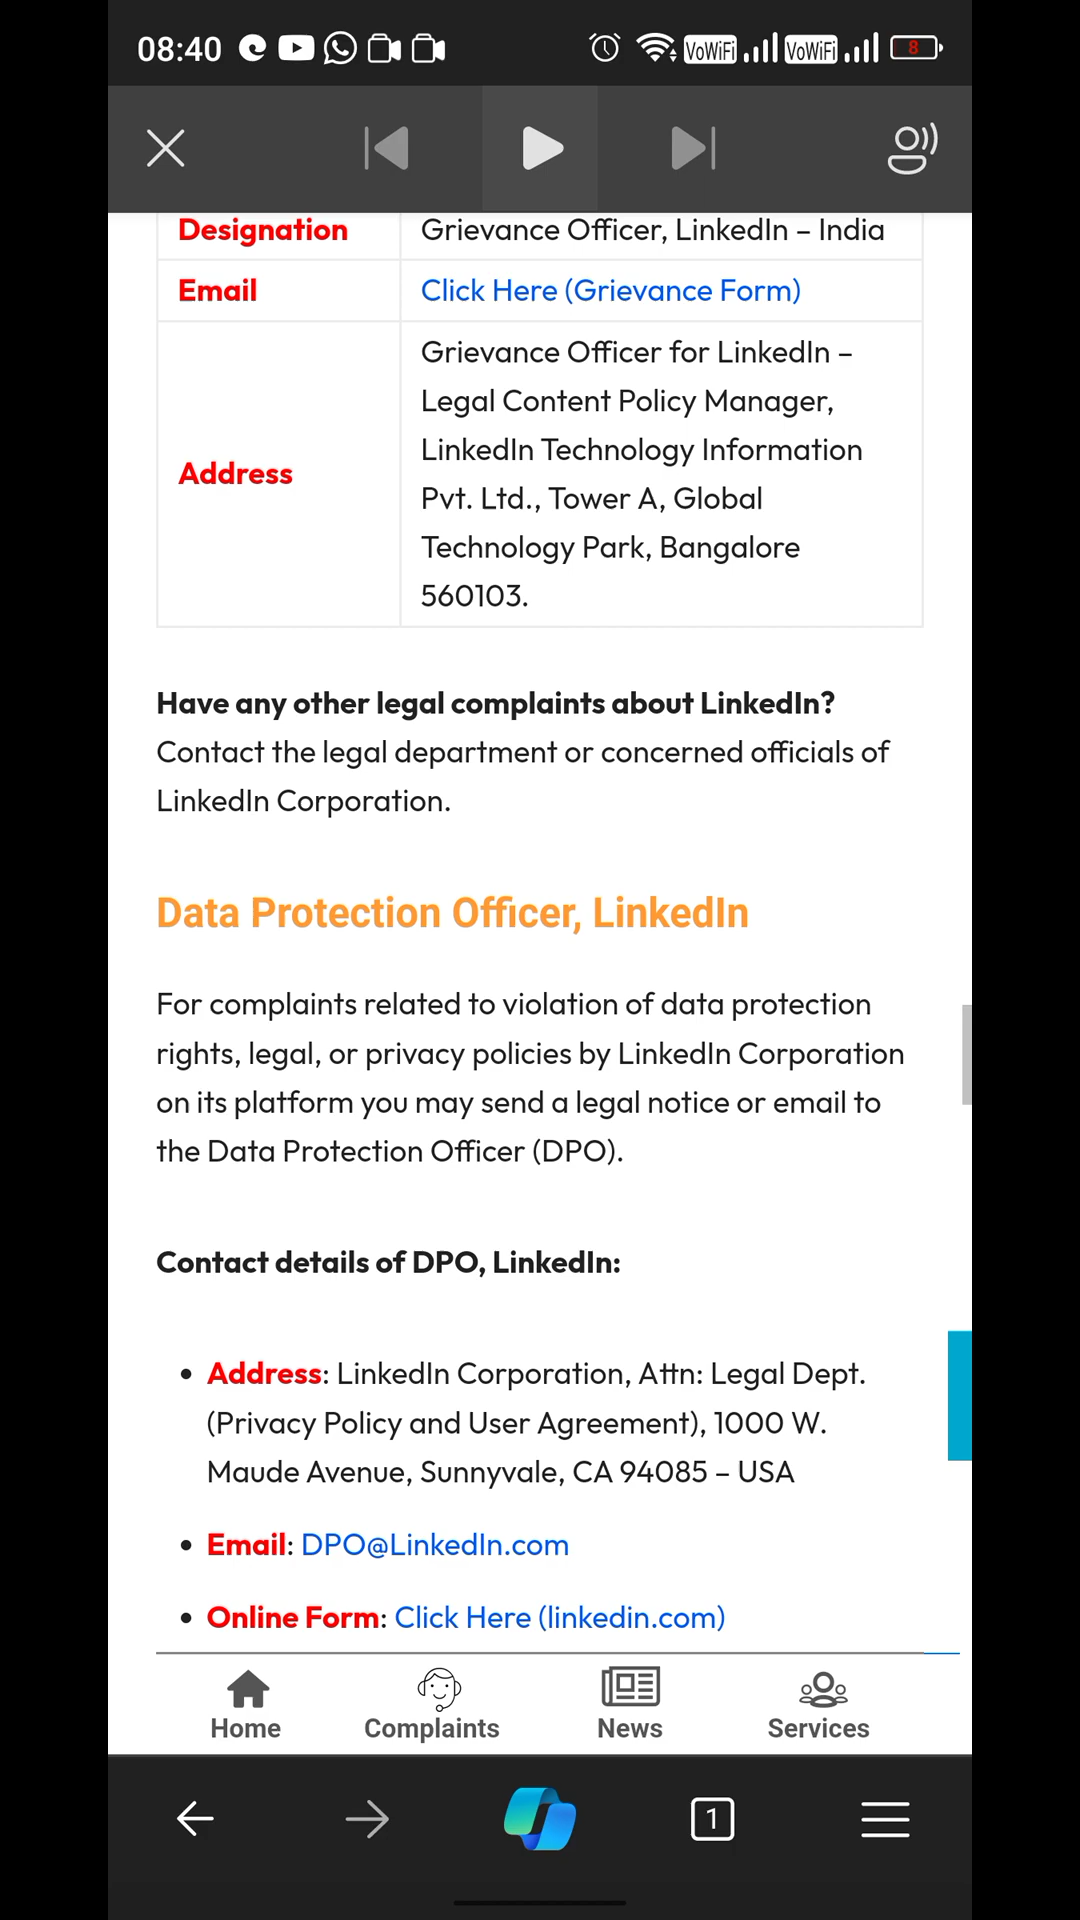 08:40 VoWiFi VoWiFi 8
Designation Grievance Officer, LinkedIn – India
Email Click Here (Grievance Form)
Address Grievance Officer for LinkedIn –
Legal Content Policy Manager,
LinkedIn Technology Information
Pvt. Ltd., Tower A, Global
Technology Park, Bangalore
560103.
Have any other legal complaints about LinkedIn?
Contact the legal department or concerned officials of
LinkedIn Corporation.
Data Protection Officer, LinkedIn
For complaints related to violation of data protection
rights, legal, or privacy policies by LinkedIn Corporation
on its platform you may send a legal notice or email to
the Data Protection Officer (DPO).
Contact details of DPO, LinkedIn:
• Address: LinkedIn Corporation, Attn: Legal Dept.
(Privacy Policy and User Agreement), 1000 W.
Maude Avenue, Sunnyvale, CA 94085 – USA
• Email: DPO@LinkedIn.com
• Online Form: Click Here (linkedin.com)
Home Complaints News Services
1